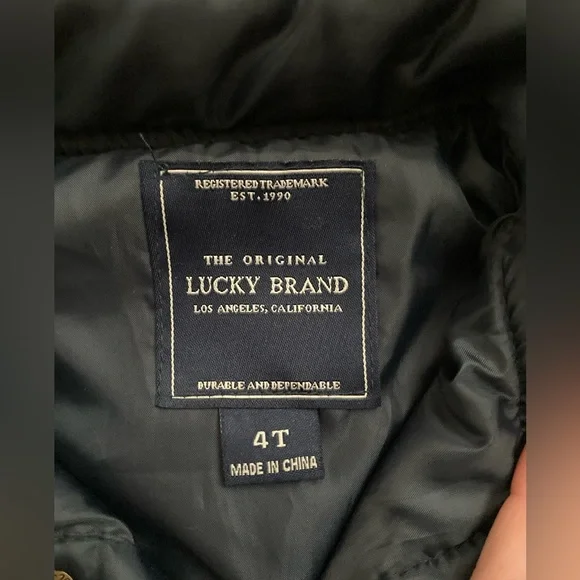 REGISTERED TRADEMARK
EST. 1990
THE ORIGINAL
LUCKY BRAND
LOS ANGELES, CALIFORNIA
DURABLE AND DEPENDABLE
4T
MADE IN CHINA